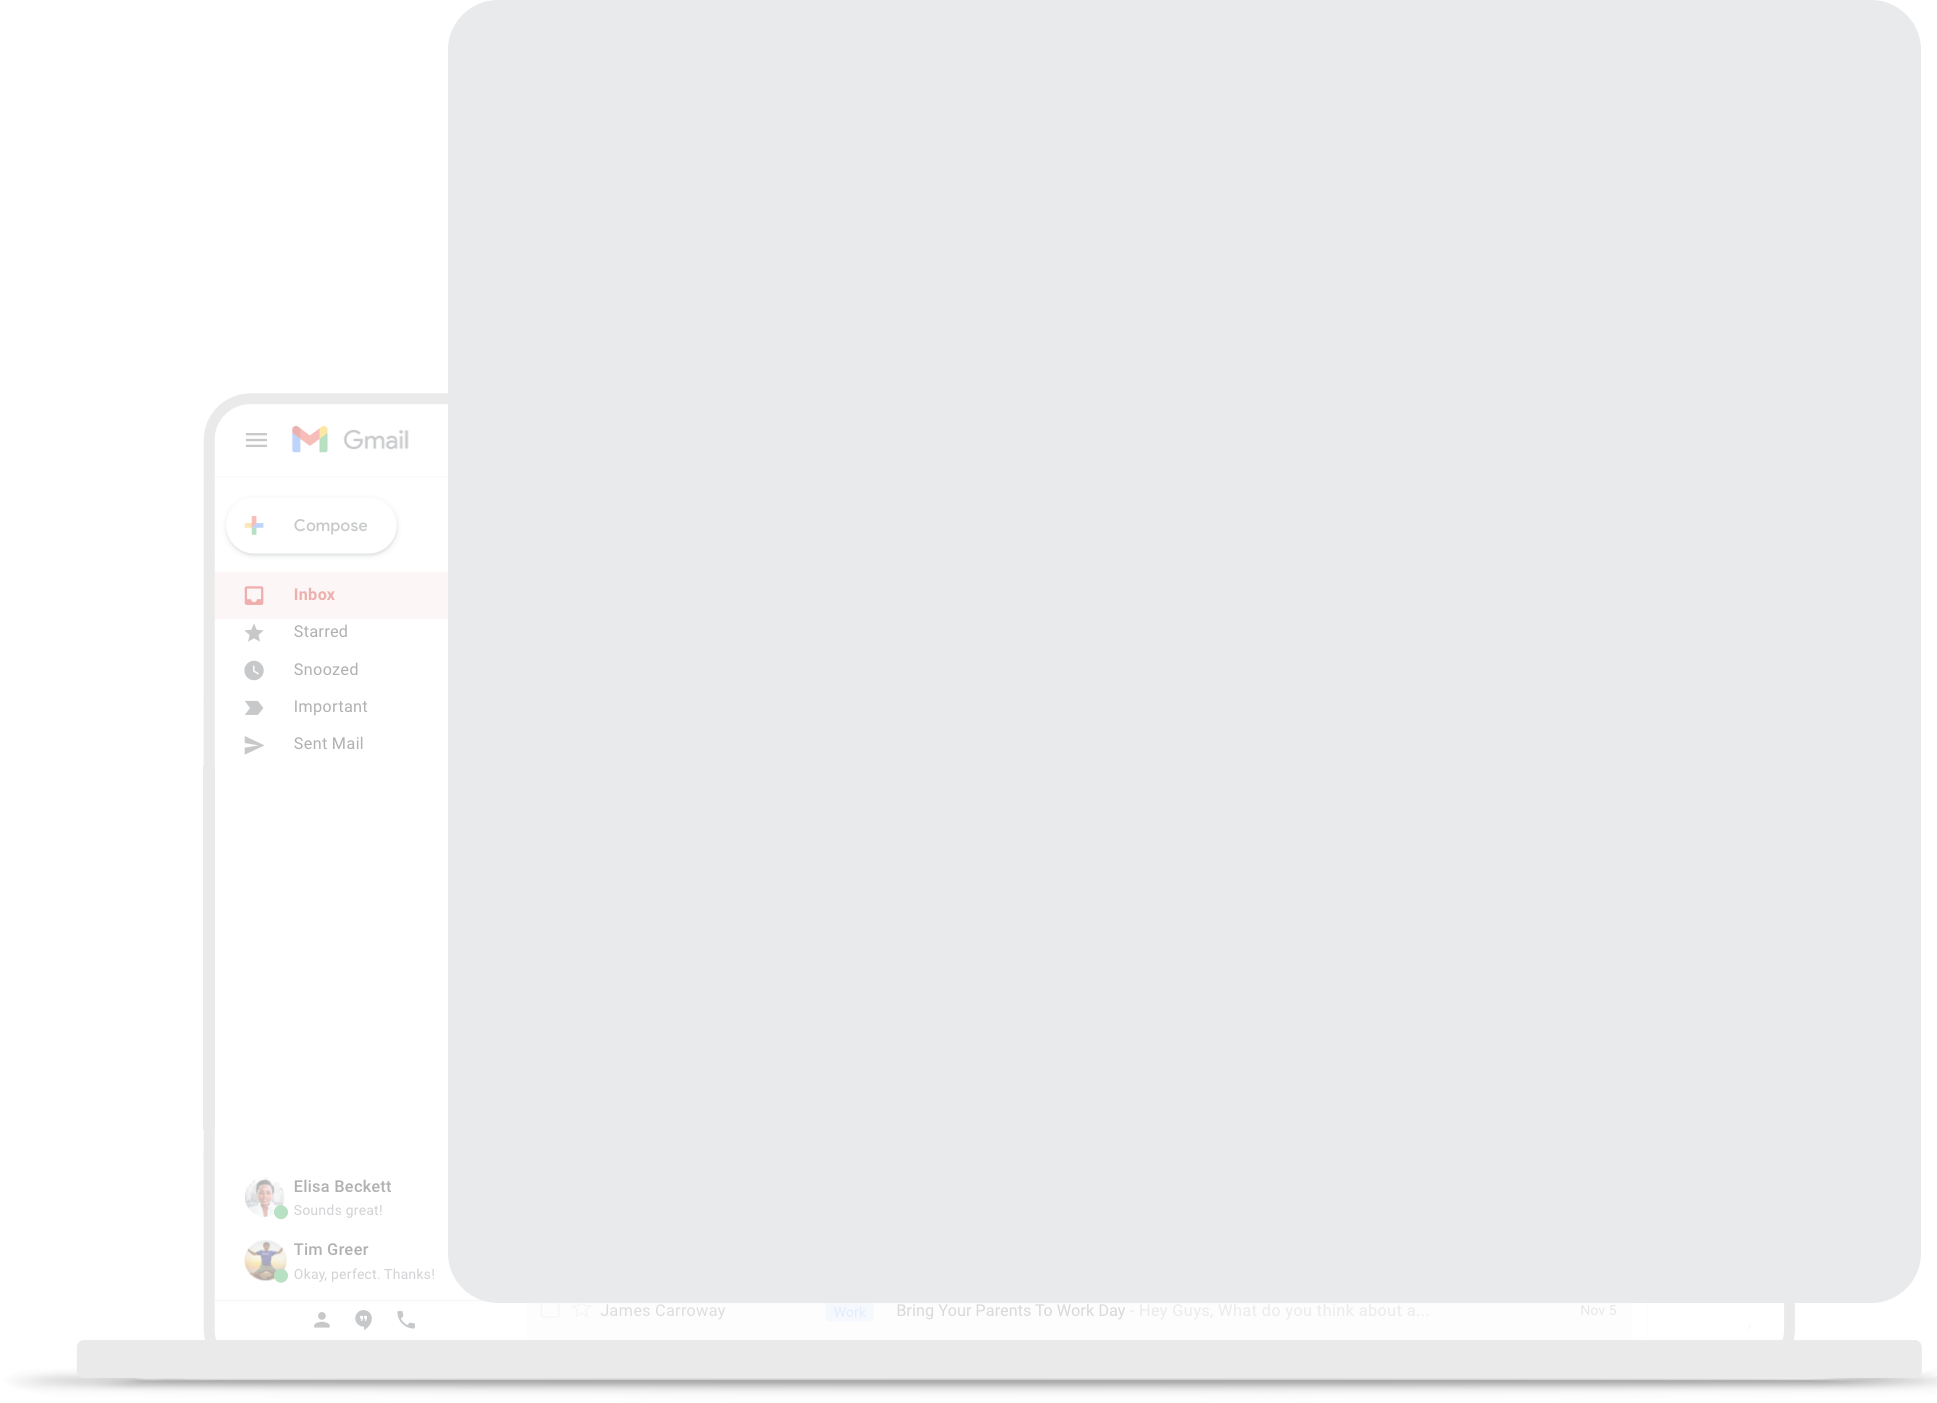 Gmail
Compose
Inbox
Starred
Snoozed
Important
Sent Mail
Elisa Beckett
Sounds great!
Tim Greer
Okay, perfect. Thanks!
James Carroway Work Bring Your Parents To Work Day - Hey Guys, What do you think about a... Nov 5